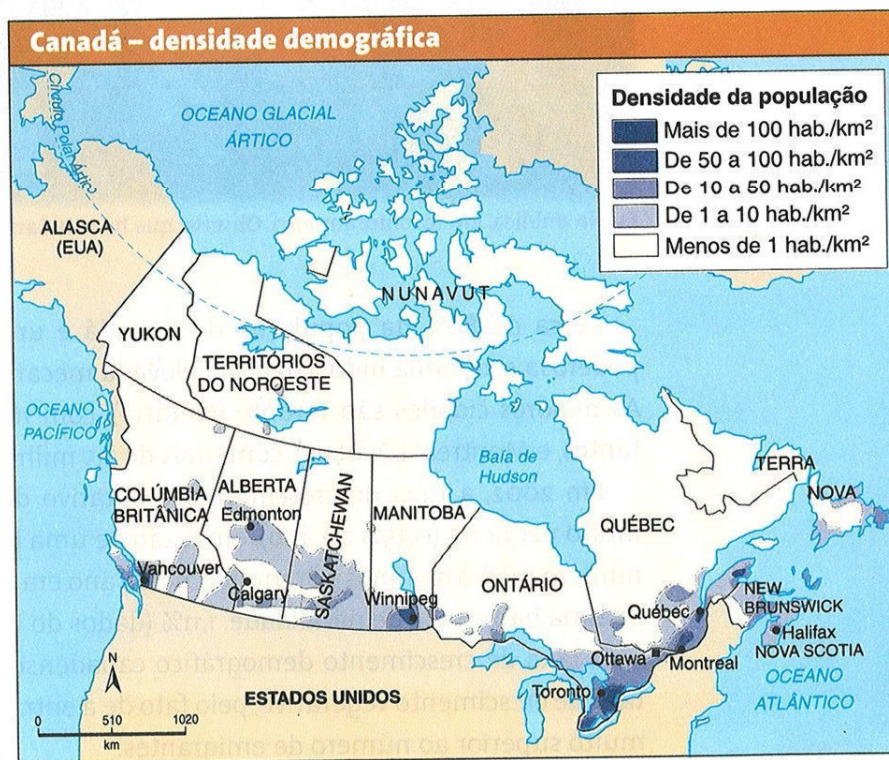 Canadá – densidade demográfica
Densidade da população
Mais de 100 hab./km²
De 50 a 100 hab./km²
De 10 a 50 hab./km²
De 1 a 10 hab./km²
Menos de 1 hab./km²
OCEANO GLACIAL
ÁRTICO
ALASCA
(EUA)
NUNAVUT
YUKON
TERRITÓRIOS
DO NOROESTE
OCEANO
PACÍFICO
Baía de
Hudson
TERRA
NOVA
COLÚMBIA
BRITÂNICA
ALBERTA
Edmonton
SASKATCHEWAN
MANITOBA
QUÉBEC
ONTÁRIO
Vancouver
Calgary
Winnipeg
Québec
NEW
BRUNSWICK
Halifax
NOVA SCOTIA
Ottawa
Montreal
Toronto
OCEANO
ATLÂNTICO
ESTADOS UNIDOS
N
0 510 1020
km